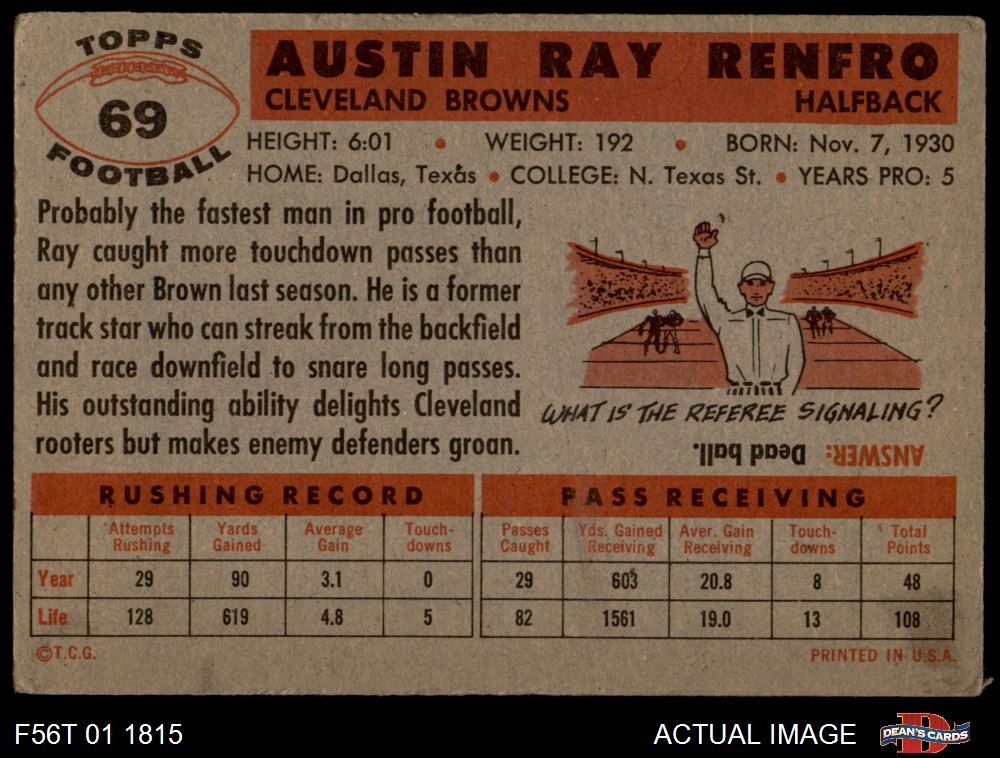 TOPPS
69
FOOTBALL
AUSTIN RAY RENFRO
CLEVELAND BROWNS HALFBACK
HEIGHT: 6:01 • WEIGHT: 192 • BORN: Nov. 7, 1930
HOME: Dallas, Texas • COLLEGE: N. Texas St. • YEARS PRO: 5
Probably the fastest man in pro football,
Ray caught more touchdown passes than
any other Brown last season. He is a former
track star who can streak from the backfield
and race downfield to snare long passes.
His outstanding ability delights Cleveland
rooters but makes enemy defenders groan.
WHAT IS THE REFEREE SIGNALING?
ANSWER: Dead ball.
RUSHING RECORD
Attempts Rushing Yards Gained Average Gain Touch-downs
Year 29 90 3.1 0
Life 128 619 4.8 5
PASS RECEIVING
Passes Caught Yds. Gained Receiving Aver. Gain Receiving Touch-downs Total Points
29 603 20.8 8 48
82 1561 19.0 13 108
©T.C.G. PRINTED IN U.S.A.
F56T 01 1815 ACTUAL IMAGE DEAN'S CARDS